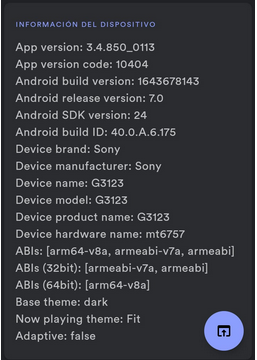 INFORMACIÓN DEL DISPOSITIVO
App version: 3.4.850_0113
App version code: 10404
Android build version: 1643678143
Android release version: 7.0
Android SDK version: 24
Android build ID: 40.0.A.6.175
Device brand: Sony
Device manufacturer: Sony
Device name: G3123
Device model: G3123
Device product name: G3123
Device hardware name: mt6757
ABIs: [arm64-v8a, armeabi-v7a, armeabi]
ABIs (32bit): [armeabi-v7a, armeabi]
ABIs (64bit): [arm64-v8a]
Base theme: dark
Now playing theme: Fit
Adaptive: false